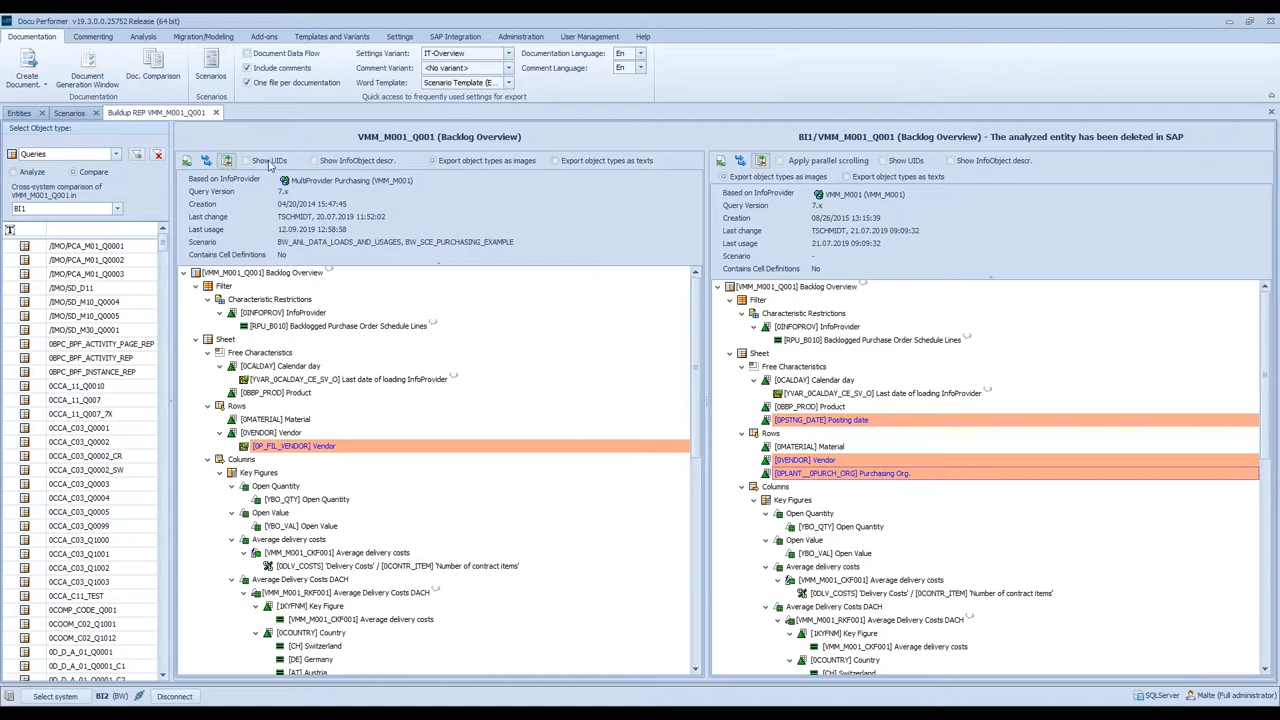 Docu Performer v19.3.0.0.25752 Release (64 bit)
Documentation Commenting Analysis Migration/Modeling Add-ons Templates and Variants Settings SAP Integration Administration User Management Help
Create Document.
Document Generation Window
Doc. Comparison
Documentation
Scenarios
Scenarios
Document Data Flow
Include comments
One file per documentation
Settings Variant: IT-Overview
Comment Variant: <No variant>
Word Template: Scenario Template (E...
Documentation Language: En
Comment Language: En
Quick access to frequently used settings for export
Entities Scenarios Buildup REP VMM_M001_Q001
Select Object type:
Queries
Analyze Compare
Cross-system comparison of
VMM_M001_Q001 in
BI1
/IMO/PCA_M01_Q0001
/IMO/PCA_M01_Q0002
/IMO/PCA_M01_Q0003
/IMO/SD_D11
/IMO/SD_M10_Q0004
/IMO/SD_M10_Q0005
/IMO/SD_M30_Q0001
0BPC_BPF_ACTIVITY_PAGE_REP
0BPC_BPF_ACTIVITY_REP
0BPC_BPF_INSTANCE_REP
0CCA_11_Q0010
0CCA_11_Q007
0CCA_11_Q007_7X
0CCA_C03_Q0001
0CCA_C03_Q0002
0CCA_C03_Q0002_CR
0CCA_C03_Q0002_SW
0CCA_C03_Q0003
0CCA_C03_Q0004
0CCA_C03_Q0005
0CCA_C03_Q0099
0CCA_C03_Q1000
0CCA_C03_Q1002
0CCA_C03_Q1003
0CCA_C11_TEST
0COMP_CODE_Q0001
0COOM_C02_Q1001
0COOM_C02_Q1012
0D_D_A_01_Q0001
0D_D_A_01_Q0001_C1
VMM_M001_Q001 (Backlog Overview)
Show UIDs Show InfoObject descr. Export object types as images Export object types as texts
Based on InfoProvider MultiProvider Purchasing (VMM_M001)
Query Version 7.x
Creation 04/20/2014 15:47:45
Last change TSCHMIDT, 20.07.2019 11:52:02
Last usage 12.09.2019 12:58:58
Scenario BW_ANL_DATA_LOADS_AND_USAGES, BW_SCE_PURCHASING_EXAMPLE
Contains Cell Definitions No
[VMM_M001_Q001] Backlog Overview
Filter
Characteristic Restrictions
[0INFOPROV] InfoProvider
[RPU_B010] Backlogged Purchase Order Schedule Lines
Sheet
Free Characteristics
[0CALDAY] Calendar day
[YVAR_0CALDAY_CE_SV_O] Last date of loading InfoProvider
[0BBP_PROD] Product
Rows
[0MATERIAL] Material
[0VENDOR] Vendor
[0P_FIL_VENDOR] Vendor
Columns
Key Figures
Open Quantity
[YBO_QTY] Open Quantity
Open Value
[YBO_VAL] Open Value
Average delivery costs
[VMM_M001_CKF001] Average delivery costs
[0DLV_COSTS] 'Delivery Costs' / [0CONTR_ITEM] 'Number of contract items'
Average Delivery Costs DACH
[VMM_M001_RKF001] Average Delivery Costs DACH
[1KYFNM] Key Figure
[VMM_M001_CKF001] Average delivery costs
[0COUNTRY] Country
[CH] Switzerland
[DE] Germany
[AT] Austria
BI1/VMM_M001_Q001 (Backlog Overview) - The analyzed entity has been deleted in SAP
Apply parallel scrolling Show UIDs Show InfoObject descr.
Export object types as images Export object types as texts
Based on InfoProvider VMM_M001 (VMM_M001)
Query Version 7.x
Creation 08/26/2015 13:15:39
Last change TSCHMIDT, 21.07.2019 09:09:32
Last usage 21.07.2019 09:09:32
Scenario -
Contains Cell Definitions No
[VMM_M001_Q001] Backlog Overview
Filter
Characteristic Restrictions
[0INFOPROV] InfoProvider
[RPU_B010] Backlogged Purchase Order Schedule Lines
Sheet
Free Characteristics
[0CALDAY] Calendar day
[YVAR_0CALDAY_CE_SV_O] Last date of loading InfoProvider
[0BBP_PROD] Product
[0PSTNG_DATE] Posting date
Rows
[0MATERIAL] Material
[0VENDOR] Vendor
[0PLANT__0PURCH_ORG] Purchasing Org.
Columns
Key Figures
Open Quantity
[YBO_QTY] Open Quantity
Open Value
[YBO_VAL] Open Value
Average delivery costs
[VMM_M001_CKF001] Average delivery costs
[0DLV_COSTS] 'Delivery Costs' / [0CONTR_ITEM] 'Number of contract items'
Average Delivery Costs DACH
[VMM_M001_RKF001] Average Delivery Costs DACH
[1KYFNM] Key Figure
[VMM_M001_CKF001] Average delivery costs
[0COUNTRY] Country
[CH] Switzerland
Select system BI2 (BW) Disconnect SQLServer Malte (Full administrator)